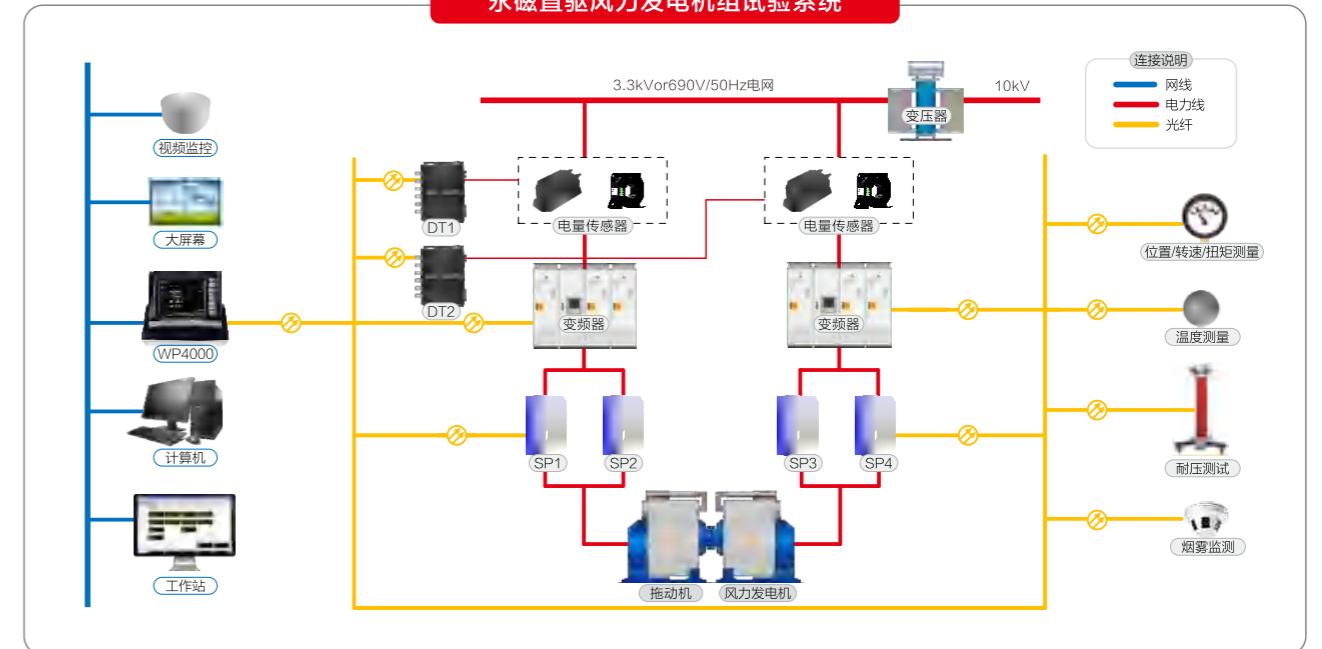 永磁直驱风力发电机组试验系统
连接说明
网线
电力线
光纤
3.3kVor690V/50Hz电网
10kV
变压器
视频监控
大屏幕
WP4000
计算机
工作站
DT1
DT2
电量传感器
电量传感器
变频器
变频器
SP1
SP2
SP3
SP4
拖动机
风力发电机
位置/转速/扭矩测量
温度测量
耐压测试
烟雾监测